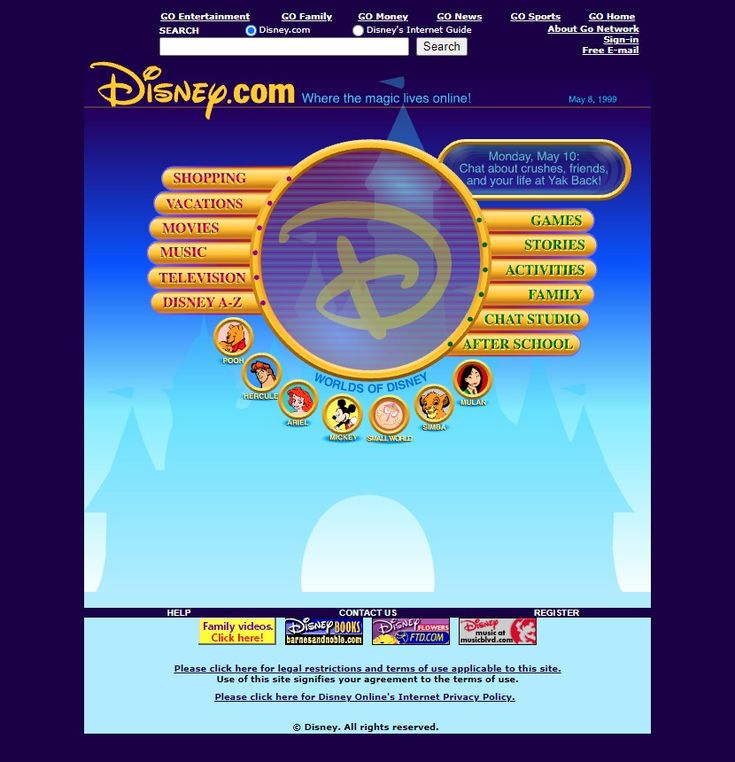 GO Entertainment GO Family GO Money GO News GO Sports GO Home
SEARCH Disney.com Disney's Internet Guide About Go Network
Sign-in
Search
Free E-mail
Disney.com Where the magic lives online! May 8, 1999
Monday, May 10:
Chat about crushes, friends,
and your life at Yak Back!
SHOPPING
VACATIONS
MOVIES
MUSIC
TELEVISION
DISNEY A-Z
D
GAMES
STORIES
ACTIVITIES
FAMILY
CHAT STUDIO
AFTER SCHOOL
WORLDS OF DISNEY
POOH
HERCULE
ARIEL
MICKEY
SMALL WORLD
SIMBA
MULAN
HELP CONTACT US REGISTER
Family videos.
Click here!
Disney BOOKS
barnesandnoble.com
Disney FLOWERS
FTD.COM
Disney
music at
musicblvd.com
Please click here for legal restrictions and terms of use applicable to this site.
Use of this site signifies your agreement to the terms of use.
Please click here for Disney Online's Internet Privacy Policy.
© Disney. All rights reserved.